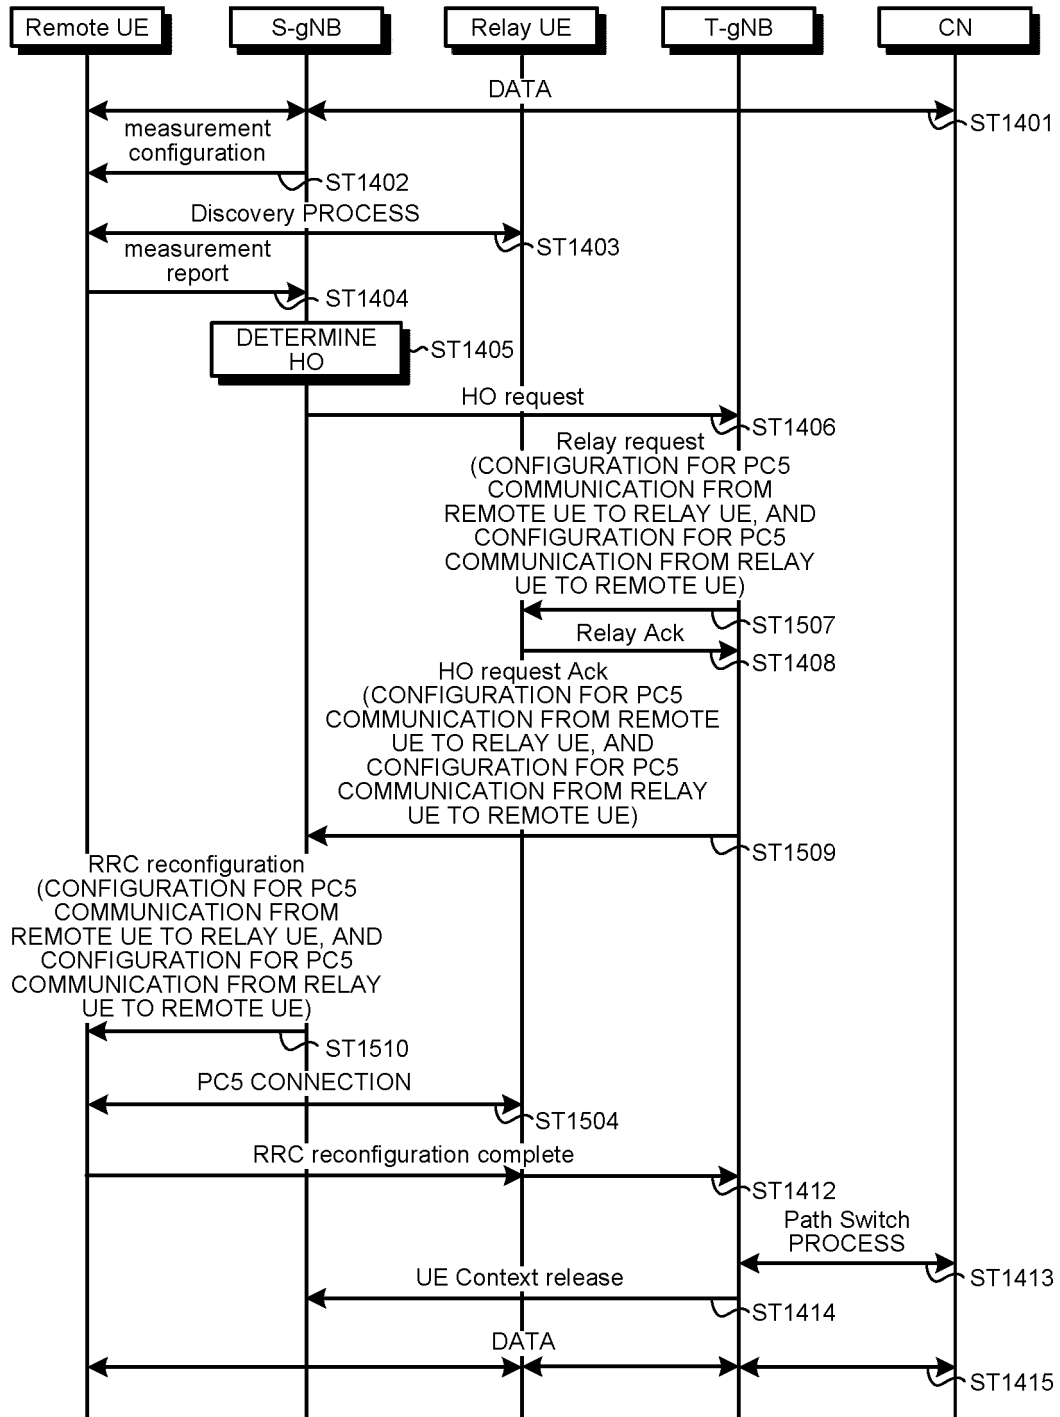 Remote UE
S-gNB
Relay UE
T-gNB
CN
DATA
ST1401
measurement
configuration
ST1402
Discovery PROCESS
ST1403
measurement
report
ST1404
DETERMINE
HO
ST1405
HO request
ST1406
Relay request
(CONFIGURATION FOR PC5
COMMUNICATION FROM
REMOTE UE TO RELAY UE, AND
CONFIGURATION FOR PC5
COMMUNICATION FROM RELAY
UE TO REMOTE UE)
ST1507
Relay Ack
ST1408
HO request Ack
(CONFIGURATION FOR PC5
COMMUNICATION FROM REMOTE
UE TO RELAY UE, AND
CONFIGURATION FOR PC5
COMMUNICATION FROM RELAY
UE TO REMOTE UE)
ST1509
RRC reconfiguration
(CONFIGURATION FOR PC5
COMMUNICATION FROM
REMOTE UE TO RELAY UE, AND
CONFIGURATION FOR PC5
COMMUNICATION FROM RELAY
UE TO REMOTE UE)
ST1510
PC5 CONNECTION
ST1504
RRC reconfiguration complete
ST1412
Path Switch
PROCESS
ST1413
UE Context release
ST1414
DATA
ST1415